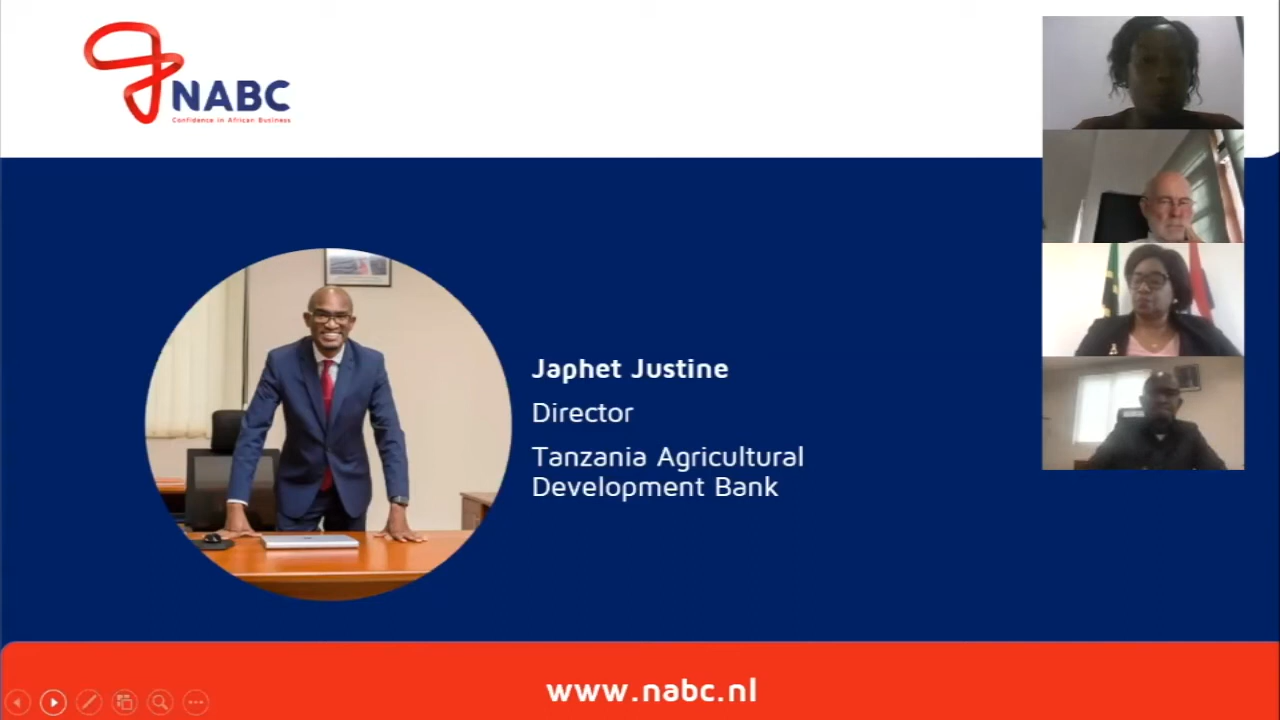 NABC
Confidence in African Business
Japhet Justine
Director
Tanzania Agricultural
Development Bank
www.nabc.nl